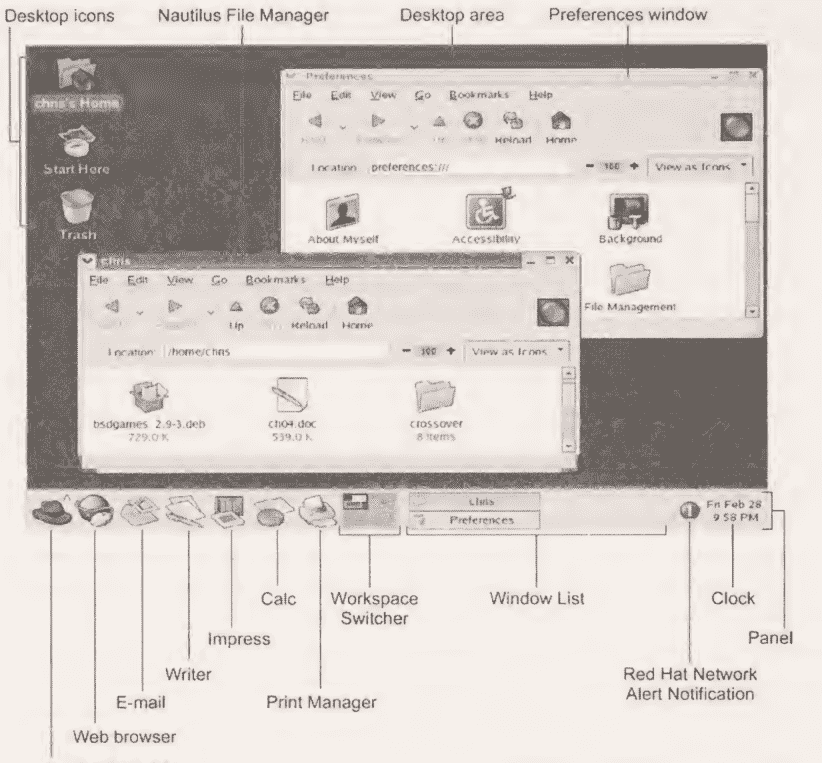 Desktop icons
Nautilus File Manager
Desktop area
Preferences window
chris's Home
Start Here
Trash
Preferences
File Edit View Go Bookmarks Help
Up
Reload
Home
Location: preferences:///
100
View as Icons
About Myself
Accessibility
Background
File Management
chris
File Edit View Go Bookmarks Help
Up
Reload
Home
Location: /home/chris
100
View as Icons
bsdgames_2.9-3.deb
729.0 K
ch04.doc
539.0 K
crossover
8 items
chris
Preferences
Fri Feb 28
9:58 PM
Calc
Workspace
Switcher
Window List
Clock
Impress
Panel
Writer
Red Hat Network
Alert Notification
E-mail
Print Manager
Web browser